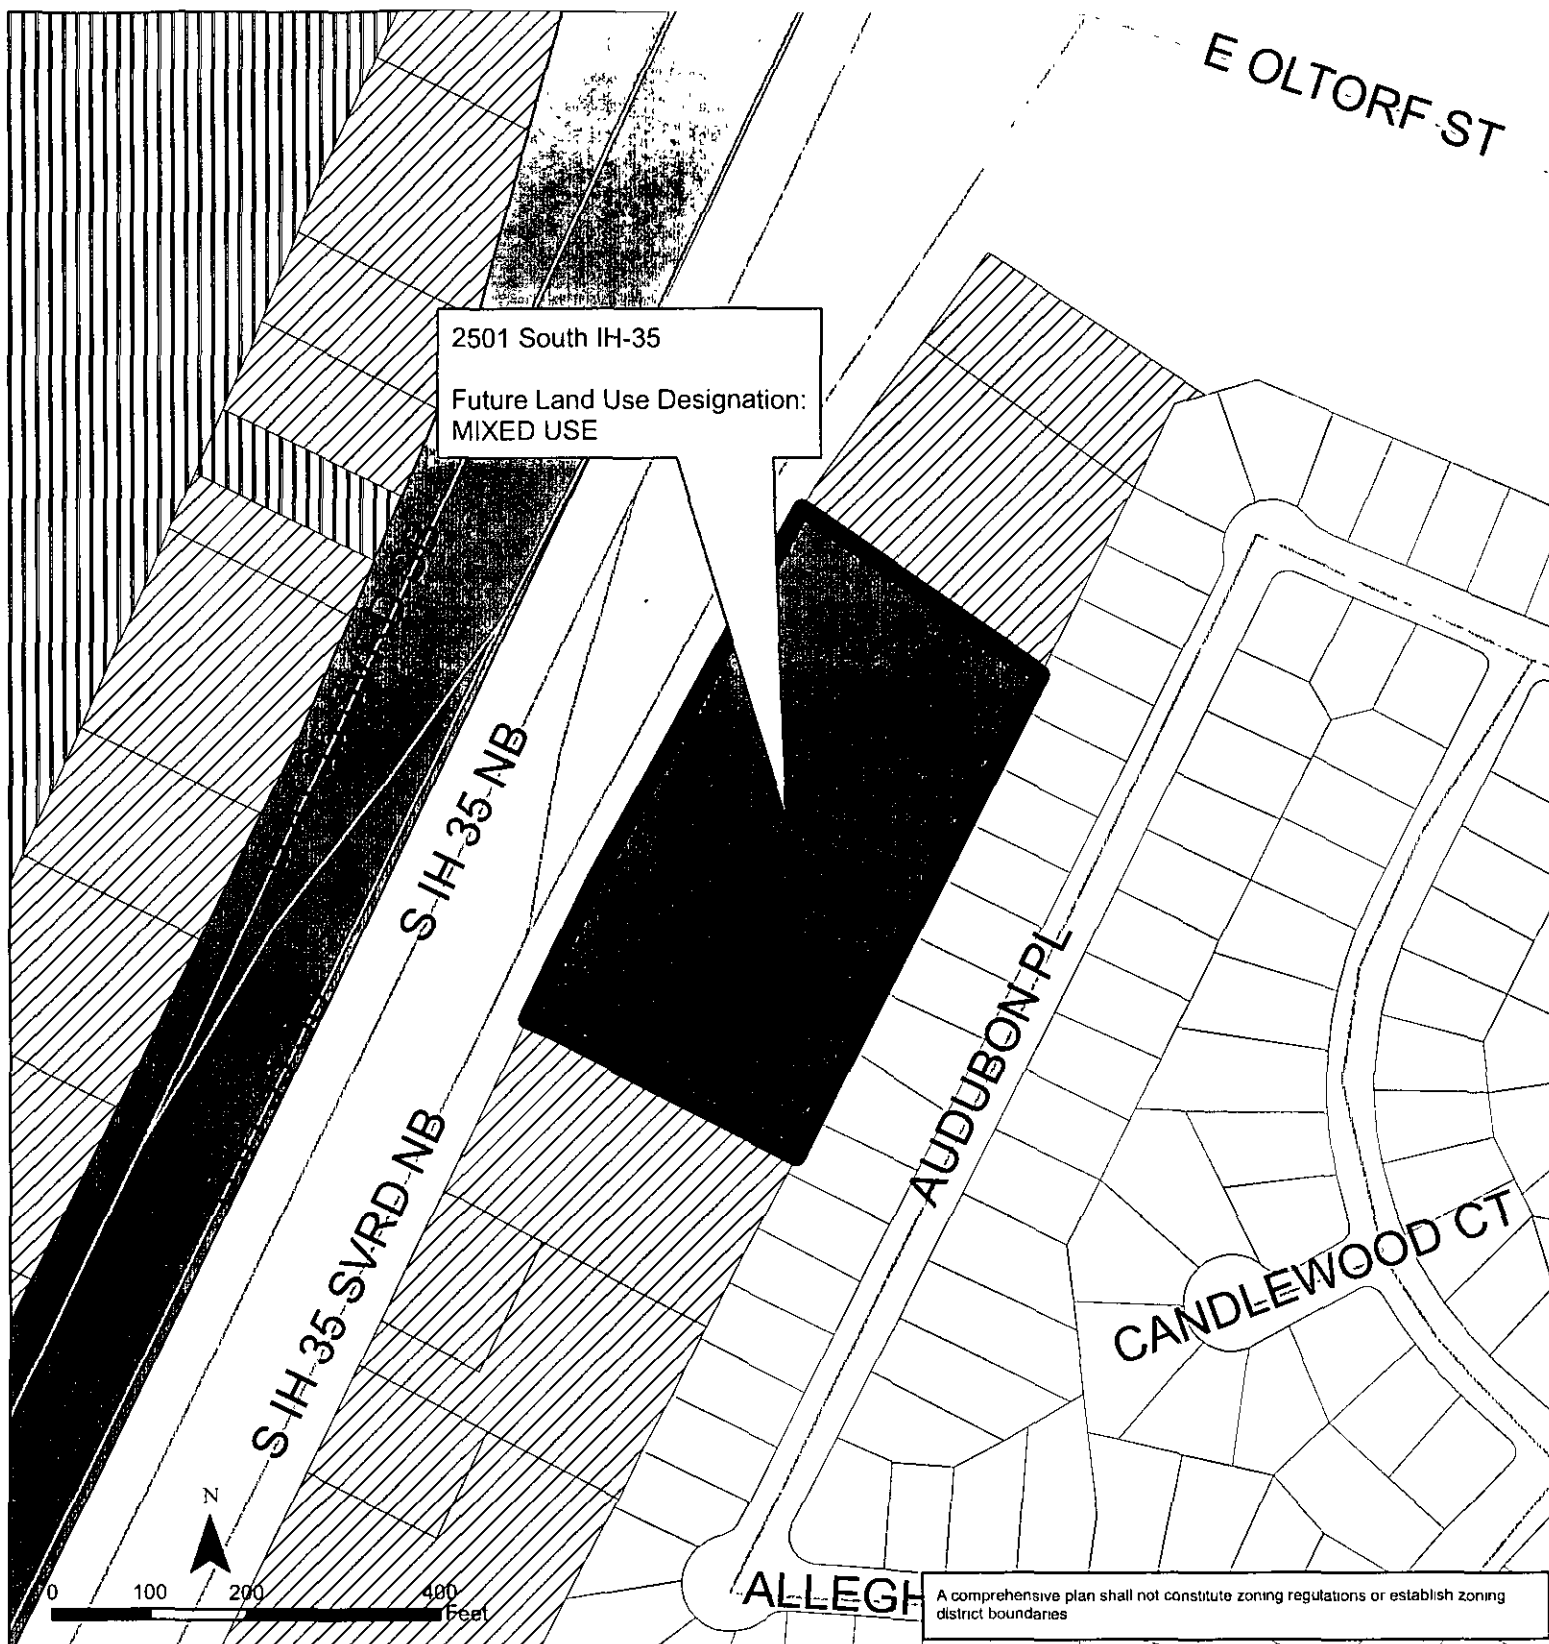 E OLTORF ST
2501 South IH-35
Future Land Use Designation:
MIXED USE
S IH 35 NB
S IH 35 SVRD NB
AUDUBON PL
CANDLEWOOD CT
N
0 100 200 400
Feet
ALLEGH
A comprehensive plan shall not constitute zoning regulations or establish zoning
district boundaries